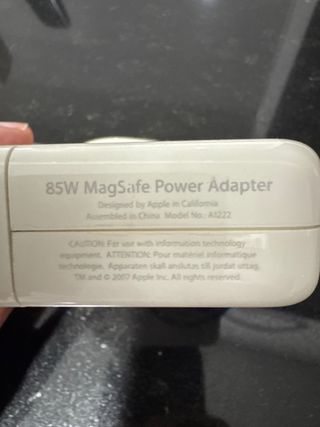 85W MagSafe Power Adapter
Designed by Apple in California
Assembled in China. Model No.: A1222
CAUTION: For use with information technology
equipment. ATTENTION: Pour matériel informatique
technologie. Apparaten skall anslutas till jordat uttag.
TM and © 2007 Apple Inc. All rights reserved.